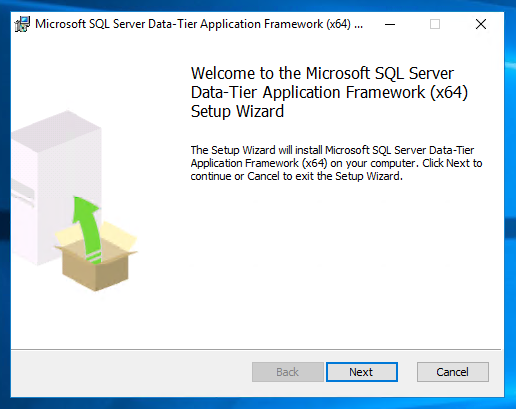 Microsoft SQL Server Data-Tier Application Framework (x64) ...
Welcome to the Microsoft SQL Server
Data-Tier Application Framework (x64)
Setup Wizard
The Setup Wizard will install Microsoft SQL Server Data-Tier
Application Framework (x64) on your computer. Click Next to
continue or Cancel to exit the Setup Wizard.
Back Next Cancel